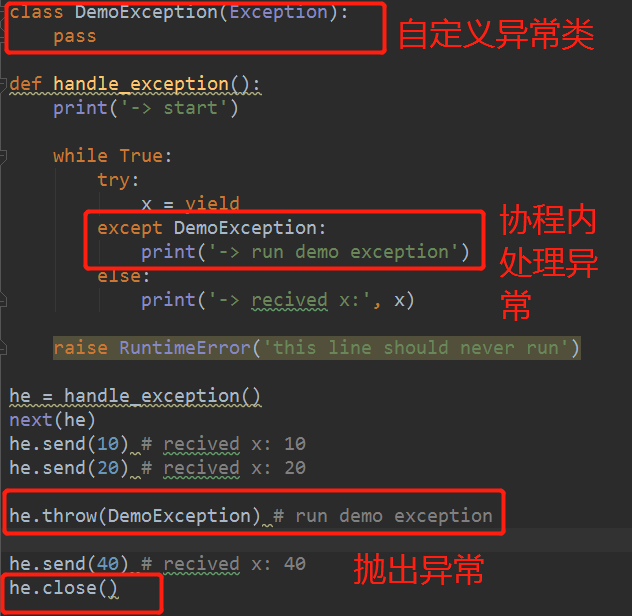 class DemoException(Exception):
    pass
自定义异常类
def handle_exception():
    print('-> start')
    while True:
        try:
            x = yield
        except DemoException:
            print('-> run demo exception')
        else:
            print('-> recived x:', x)
协程内
处理异
常
    raise RuntimeError('this line should never run')
he = handle_exception()
next(he)
he.send(10) # recived x: 10
he.send(20) # recived x: 20
he.throw(DemoException) # run demo exception
he.send(40) # recived x: 40
抛出异常
he.close()